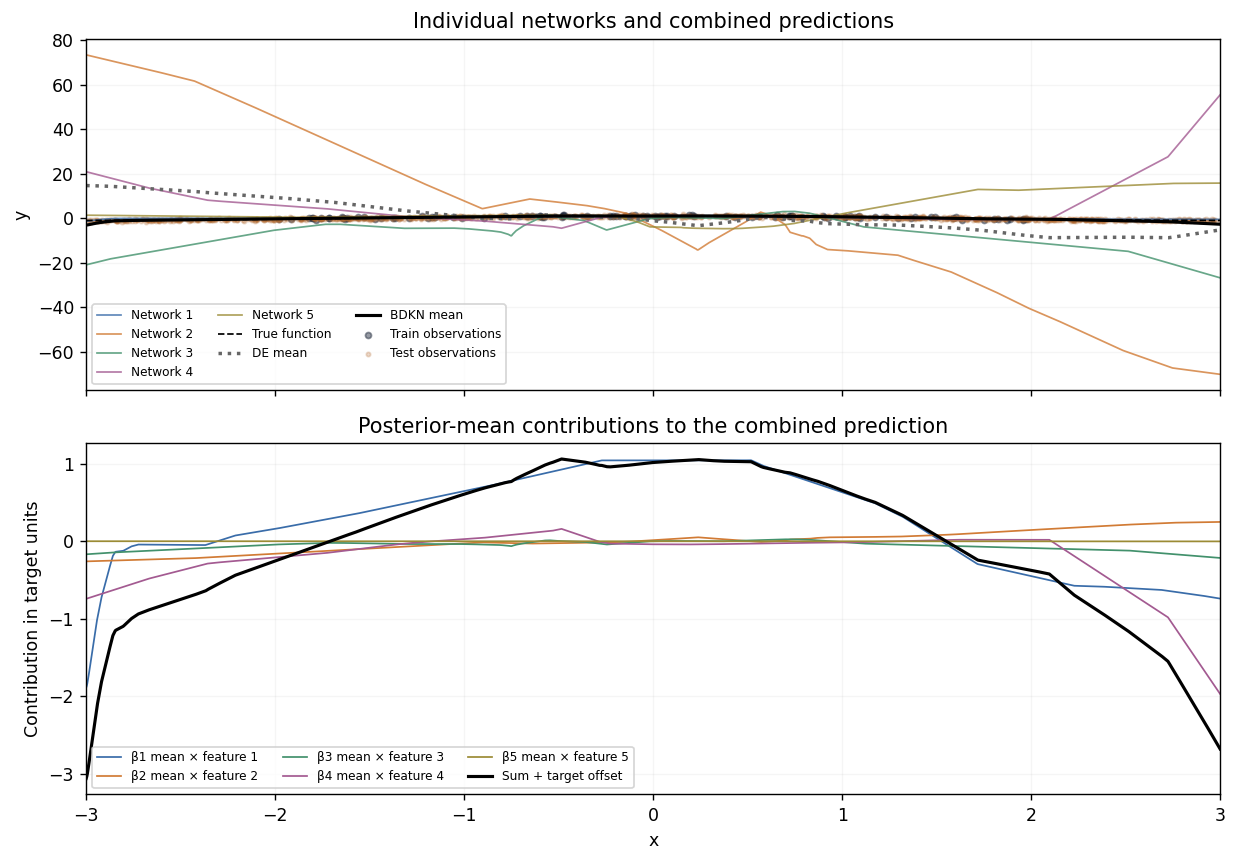 Individual networks and combined predictions
80
60
40
20
0
−20
−40
−60
y
Network 1
Network 2
Network 3
Network 4
Network 5
True function
DE mean
BDKN mean
Train observations
Test observations
Posterior-mean contributions to the combined prediction
1
0
−1
−2
−3
Contribution in target units
β1 mean × feature 1
β2 mean × feature 2
β3 mean × feature 3
β4 mean × feature 4
β5 mean × feature 5
Sum + target offset
−3 −2 −1 0 1 2 3
x